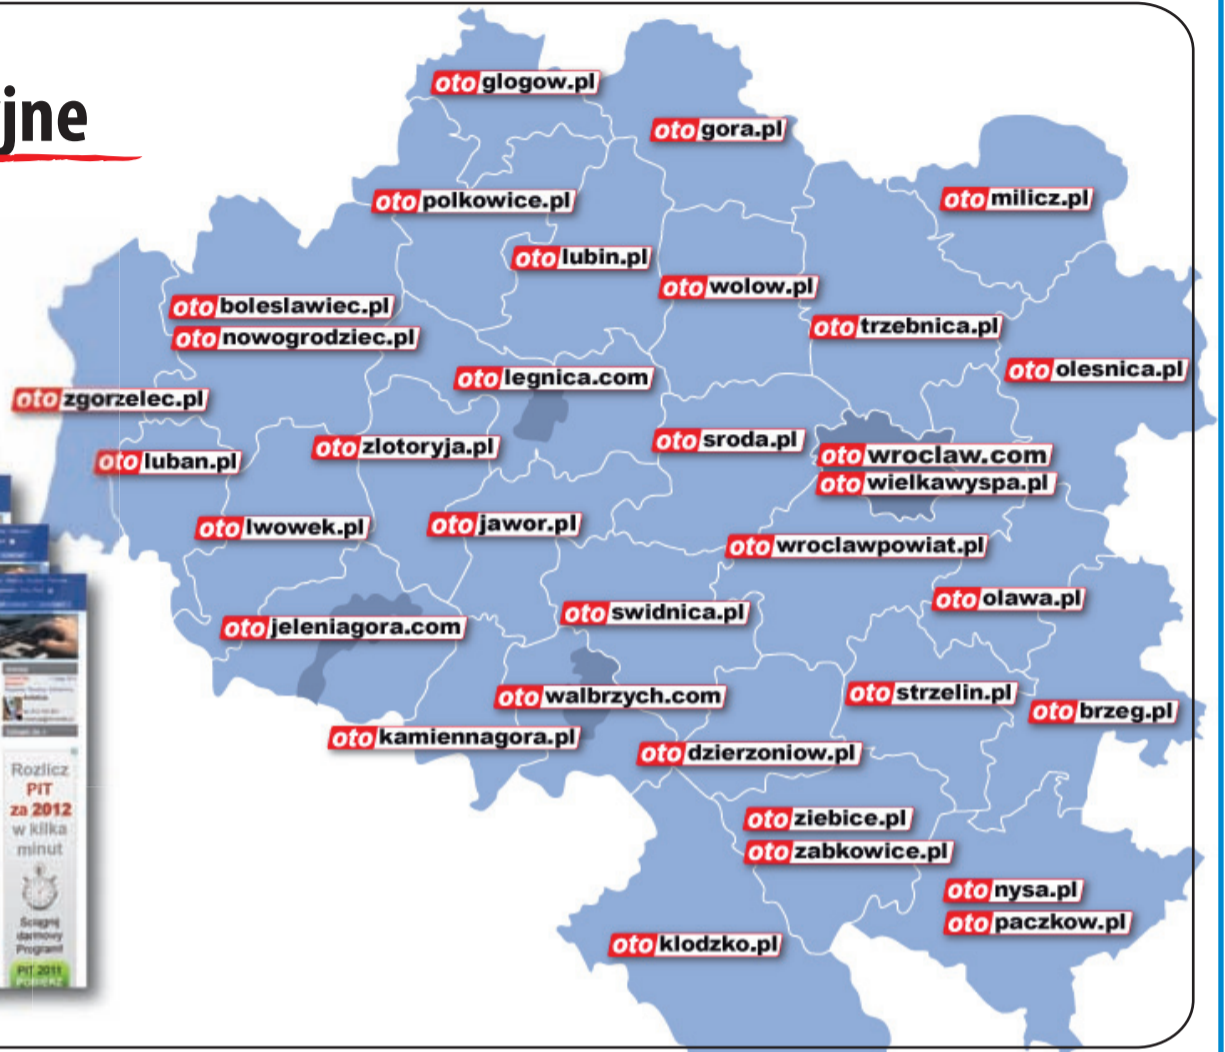 jne
otoglogow.pl
otogora.pl
otomilicz.pl
otopolkowice.pl
otolubin.pl
otowolow.pl
otoboleslawiec.pl
otonowogrodziec.pl
ototrzebnica.pl
otoolesnica.pl
otolegnica.com
otozgorzelec.pl
otozlotoryja.pl
otosroda.pl
otoluban.pl
otowroclaw.com
otowielkawyspa.pl
otolwowek.pl
otojawor.pl
otowroclawpowiat.pl
otoolawa.pl
otoswidnica.pl
otojeleniagora.com
otowalbrzych.com
otostrzelin.pl
otobrzeg.pl
otokamiennagora.pl
otodzierzoniow.pl
otoziebice.pl
otozabkowice.pl
otonysa.pl
otopaczkow.pl
otoklodzko.pl
Rozlicz
PIT
za 2012
w kilka
minut
Ściągnij
darmowy
Program!
PIT 2011
POBIERZ